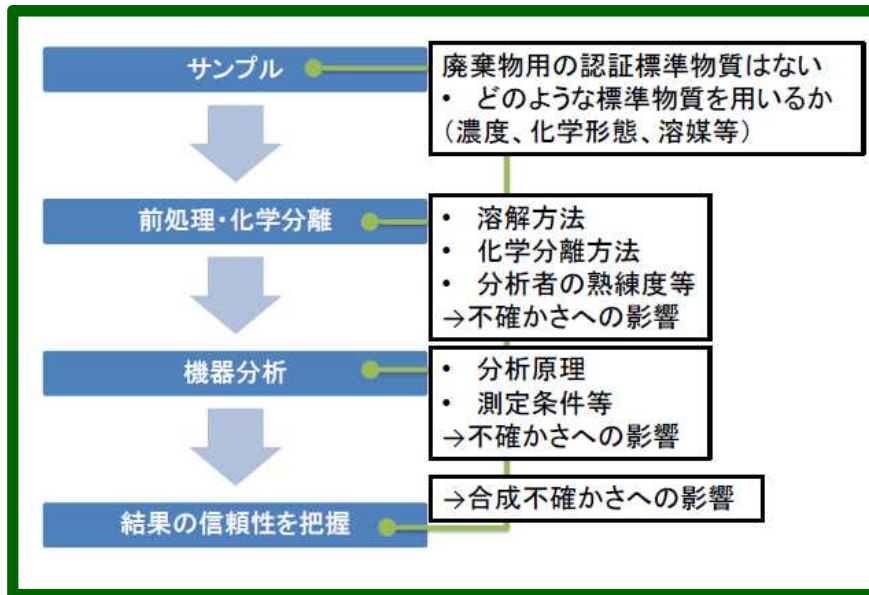 サンプル
廃棄物用の認証標準物質はない
• どのような標準物質を用いるか
（濃度、化学形態、溶媒等）
前処理・化学分離
• 溶解方法
• 化学分離方法
• 分析者の熟練度等
→不確かさへの影響
機器分析
• 分析原理
• 測定条件等
→不確かさへの影響
結果の信頼性を把握
→合成不確かさへの影響